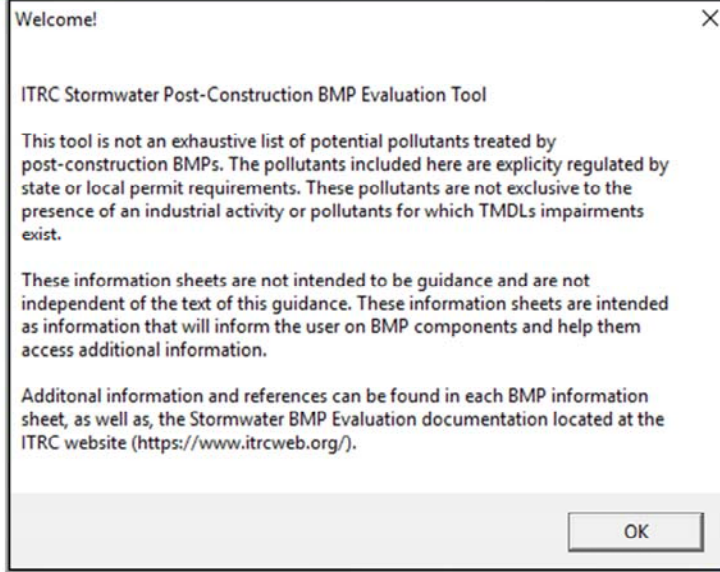 Welcome!
ITRC Stormwater Post-Construction BMP Evaluation Tool
This tool is not an exhaustive list of potential pollutants treated by
post-construction BMPs. The pollutants included here are explicity regulated by
state or local permit requirements. These pollutants are not exclusive to the
presence of an industrial activity or pollutants for which TMDLs impairments
exist.
These information sheets are not intended to be guidance and are not
independent of the text of this guidance. These information sheets are intended
as information that will inform the user on BMP components and help them
access additional information.
Additonal information and references can be found in each BMP information
sheet, as well as, the Stormwater BMP Evaluation documentation located at the
ITRC website (https://www.itrcweb.org/).
OK